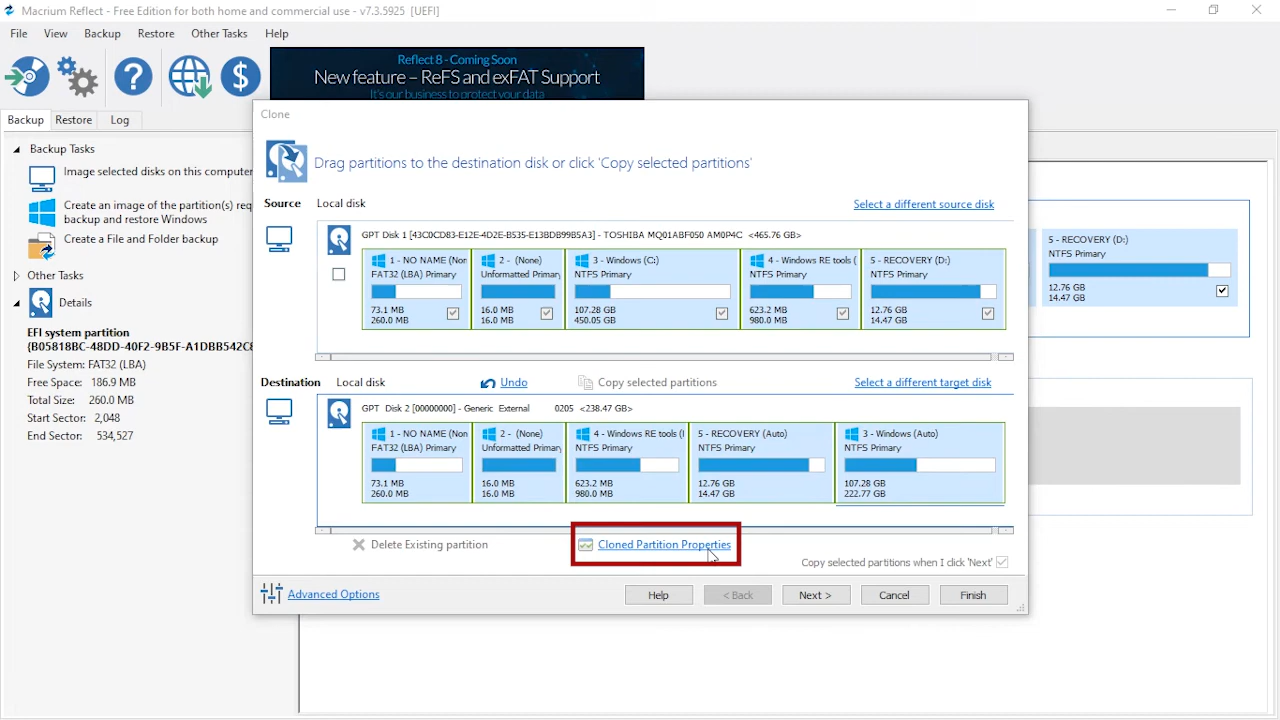 Macrium Reflect - Free Edition for both home and commercial use - v7.3.5925 [UEFI]
File View Backup Restore Other Tasks Help
Reflect 8 - Coming Soon
New feature – ReFS and exFAT Support
It's our business to protect your data
Backup Restore Log
Backup Tasks
Image selected disks on this computer
Create an image of the partition(s) req
backup and restore Windows
Create a File and Folder backup
Other Tasks
Details
EFI system partition
{B05818BC-48DD-40F2-9B5F-A1DBB542C8
File System: FAT32 (LBA)
Free Space: 186.9 MB
Total Size: 260.0 MB
Start Sector: 2,048
End Sector: 534,527
Clone
Drag partitions to the destination disk or click 'Copy selected partitions'
Source Local disk Select a different source disk
GPT Disk 1 [43C0CD83-E12E-4D2E-B535-E13BDB99B5A3] - TOSHIBA MQ01ABF050 AM0P4C <465.76 GB>
1 - NO NAME (Non
FAT32 (LBA) Primary
73.1 MB
260.0 MB
2 - (None)
Unformatted Primary
16.0 MB
16.0 MB
3 - Windows (C:)
NTFS Primary
107.28 GB
450.05 GB
4 - Windows RE tools (
NTFS Primary
623.2 MB
980.0 MB
5 - RECOVERY (D:)
NTFS Primary
12.76 GB
14.47 GB
Destination Local disk Undo Copy selected partitions Select a different target disk
GPT Disk 2 [00000000] - Generic External 0205 <238.47 GB>
1 - NO NAME (Non
FAT32 (LBA) Primary
73.1 MB
260.0 MB
2 - (None)
Unformatted Primary
16.0 MB
16.0 MB
4 - Windows RE tools (
NTFS Primary
623.2 MB
980.0 MB
5 - RECOVERY (Auto)
NTFS Primary
12.76 GB
14.47 GB
3 - Windows (Auto)
NTFS Primary
107.28 GB
222.77 GB
Delete Existing partition Cloned Partition Properties
Copy selected partitions when I click 'Next'
Advanced Options Help < Back Next > Cancel Finish
5 - RECOVERY (D:)
NTFS Primary
12.76 GB
14.47 GB